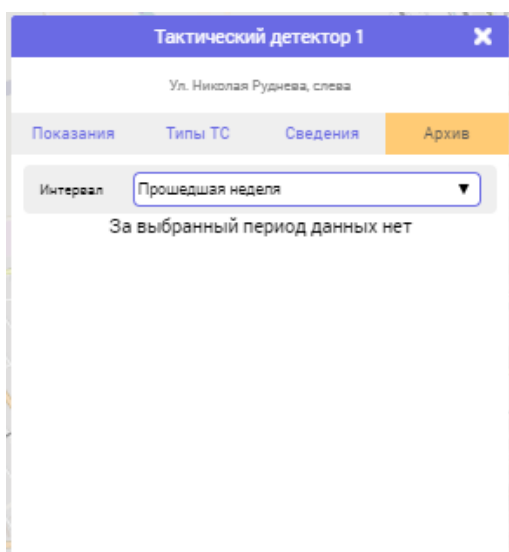 Тактический детектор 1
Ул. Николая Руднева, слева
Показания Типы ТС Сведения Архив
Интервал Прошедшая неделя
За выбранный период данных нет